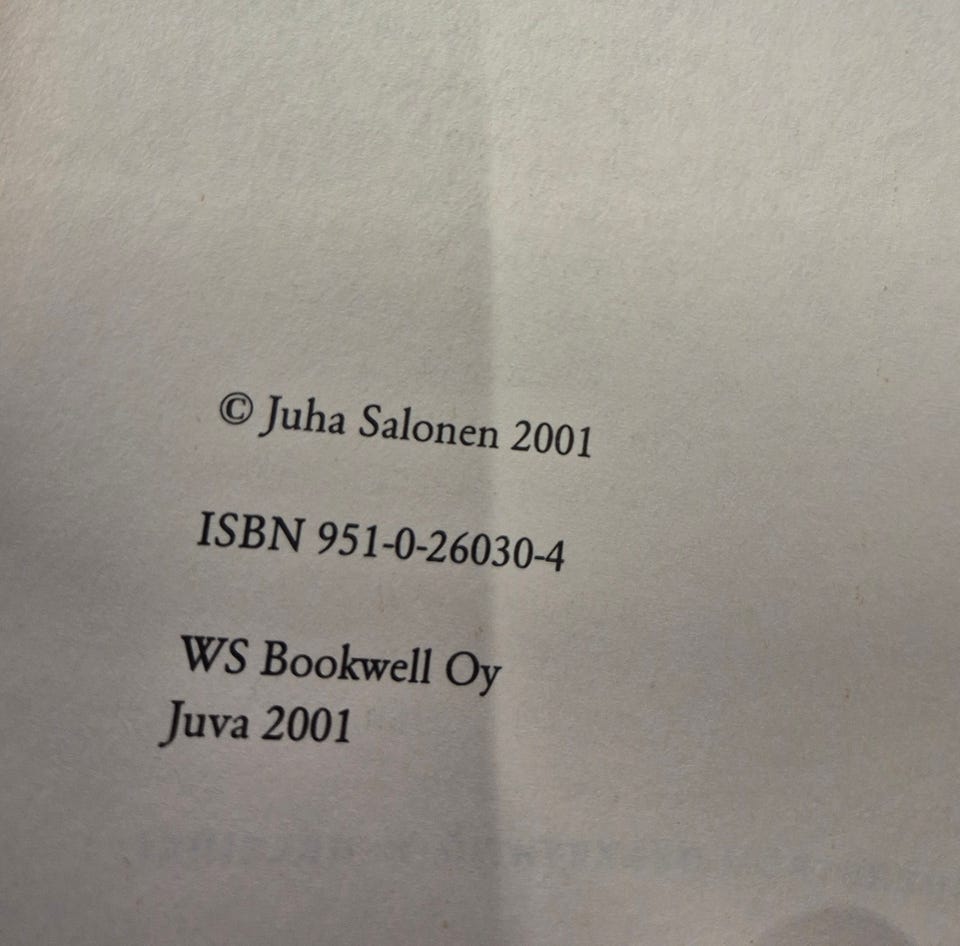 © Juha Salonen 2001
ISBN 951-0-26030-4
WS Bookwell Oy
Juva 2001